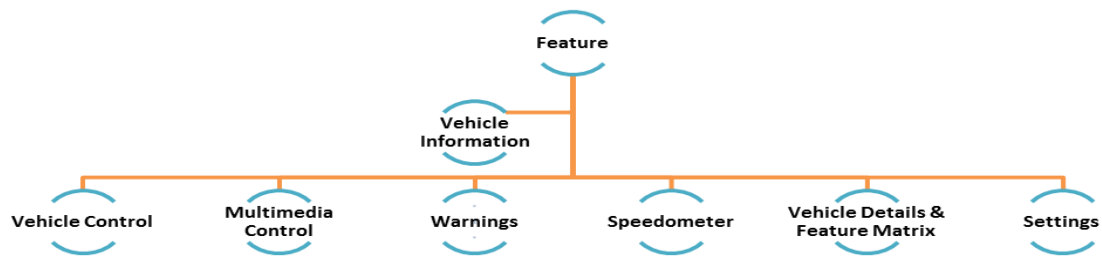 Feature
Vehicle
Information
Vehicle Control
Multimedia
Control
Warnings
Speedometer
Vehicle Details &
Feature Matrix
Settings